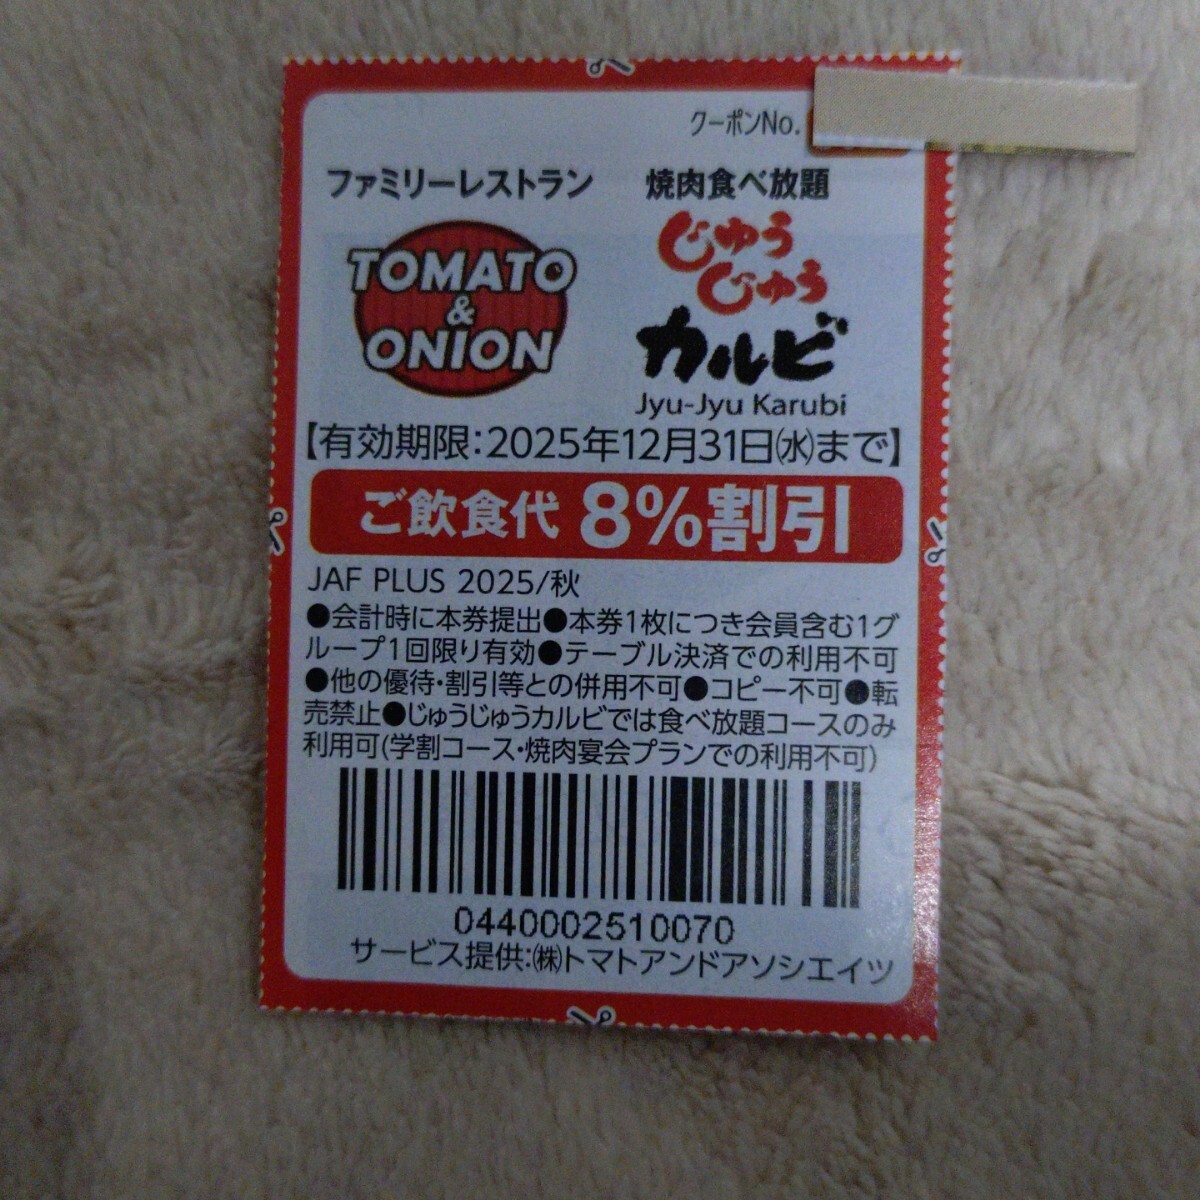 クーポンNo.
ファミリーレストラン
焼肉食べ放題
TOMATO
&
ONION
じゅう
じゅう
カルビ
Jyu-Jyu Karubi
【有効期限:2025年12月31日㈬まで】
ご飲食代 8%割引
JAF PLUS 2025/秋
●会計時に本券提出●本券1枚につき会員含む1グ
ループ1回限り有効●テーブル決済での利用不可
●他の優待・割引等との併用不可●コピー不可●転
売禁止●じゅうじゅうカルビでは食べ放題コースのみ
利用可(学割コース・焼肉宴会プランでの利用不可)
0440002510070
サービス提供:㈱トマトアンドアソシエイツ